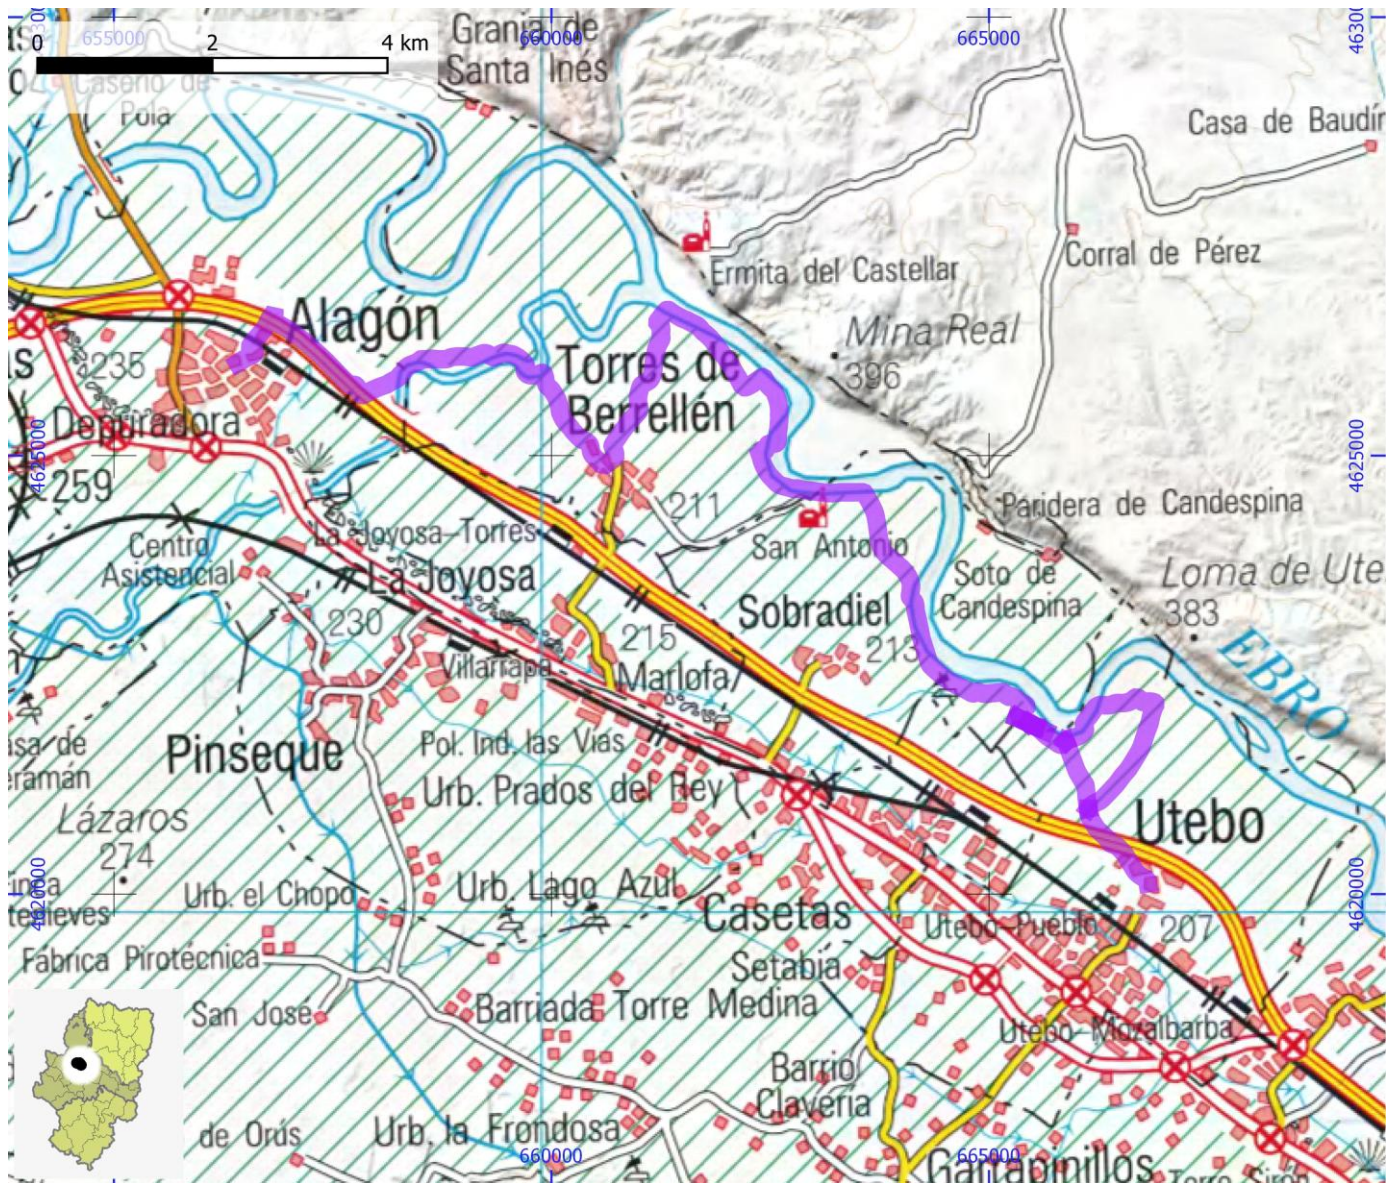 655000
660000
665000
46300
0
2
4 km
Granja de
Santa Inés
Caserío de
Pola
Casa de Baudín
Ermita del Castellar
Corral de Pérez
Alagón
Mina Real
396
235
Torres de
Berrellén
Depuradora
259
4625000
4625000
211
Paridera de Candespina
La Joyosa-Torres
San Antonio
Centro
Asistencial
La Joyosa
Soto de
Candespina
Loma de Ute
383
Sobradiel
230
215
213
Villarrapa
Marlofa
EBRO
Pinseque
Pol. Ind. las Vías
Urb. Prados del Rey
Lázaros
274
Utebo
Urb. el Chopo
Urb. Lago Azul
4620000
4620000
Casetas
Utebo-Pueblo
207
Fábrica Pirotécnica
Setabia
San José
Barriada Torre Medina
Utebo-Mozalbarba
Barrio
Clavería
de Orús
Urb. la Frondosa
660000
665000
Garrapinillos